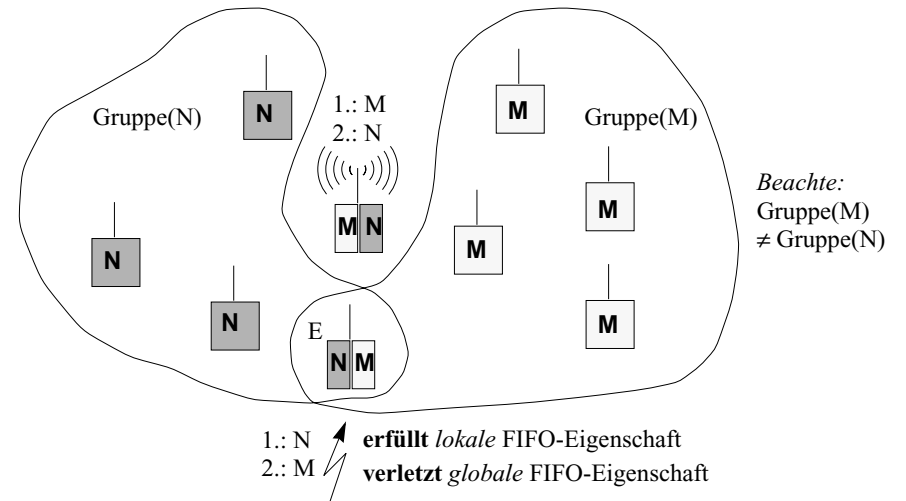 Gruppe(N)
N
1.: M
2.: N
M
Gruppe(M)
M
M
N
M
N
M
N
Beachte:
Gruppe(M)
≠ Gruppe(N)
N
M
E
N
M
1.: N
2.: M
erfüllt lokale FIFO-Eigenschaft
verletzt globale FIFO-Eigenschaft